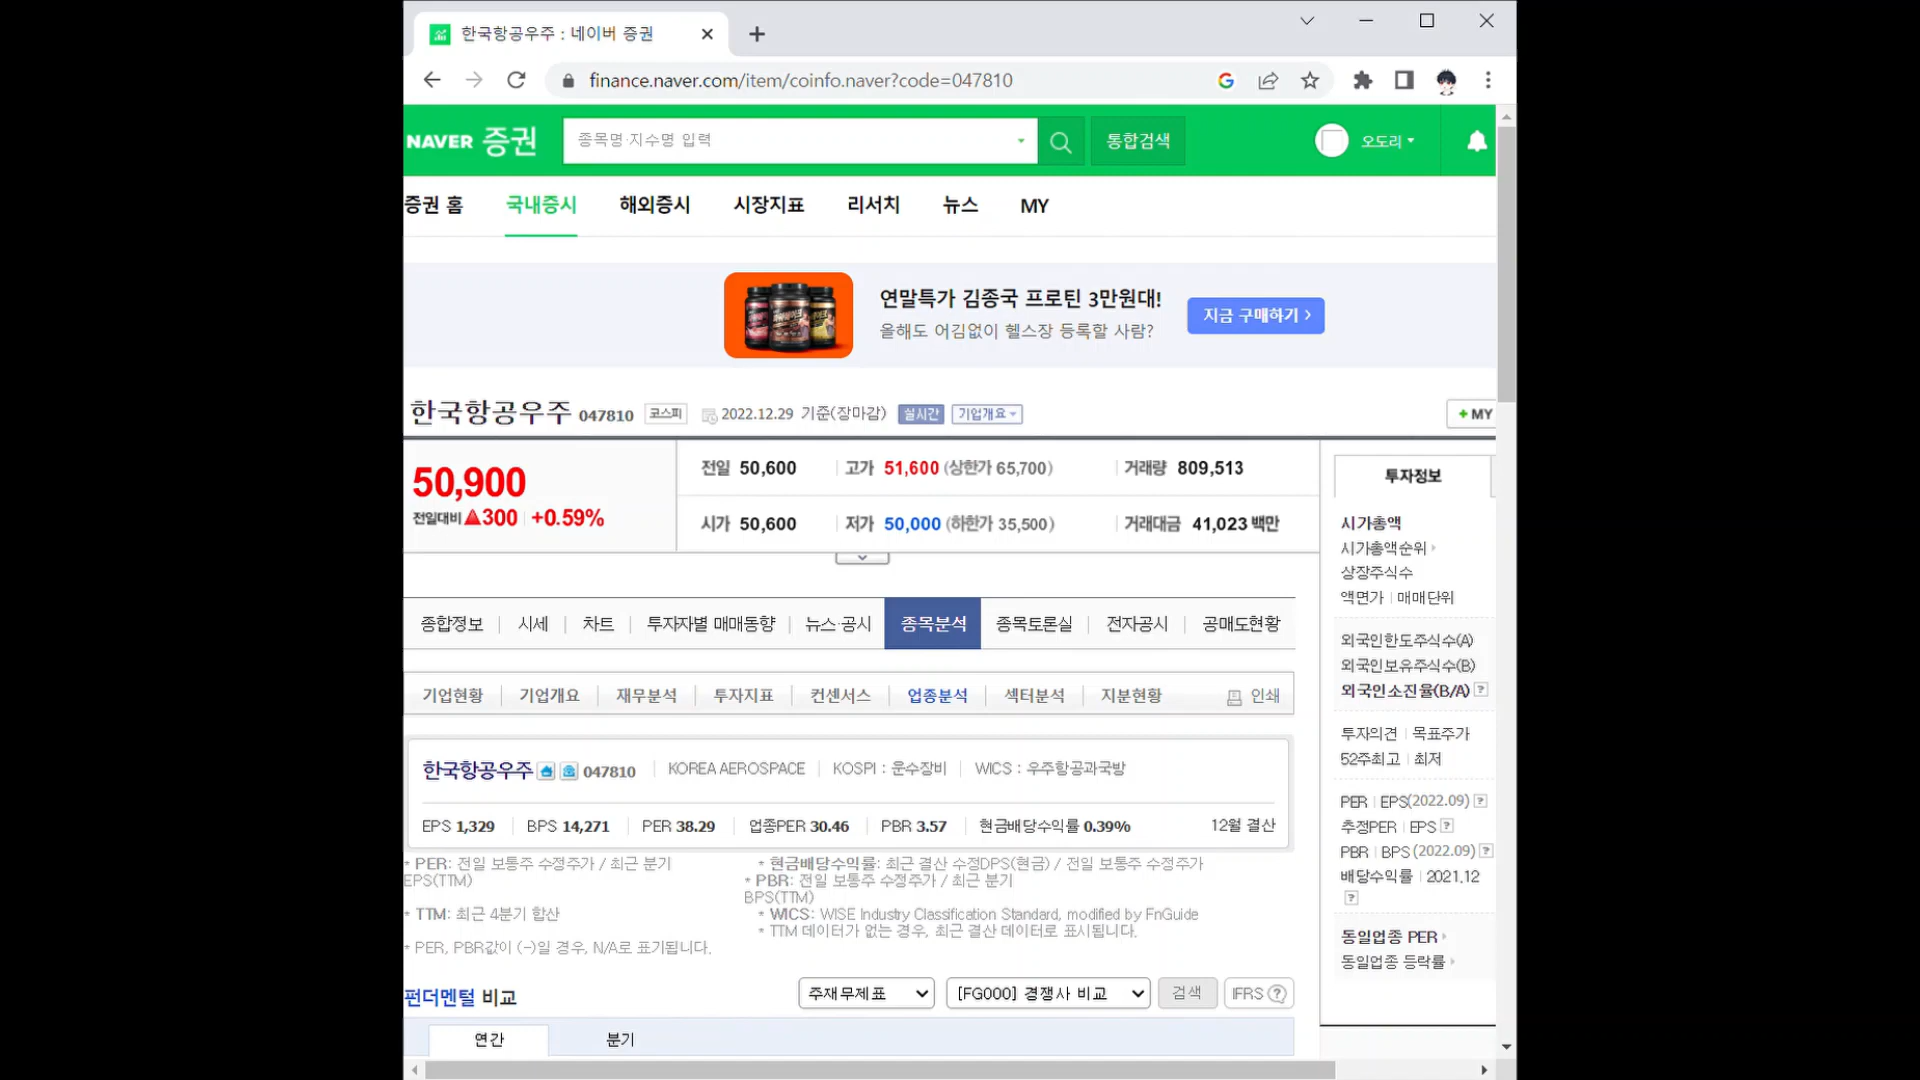 한국항공우주 : 네이버 증권
finance.naver.com/item/coinfo.naver?code=047810
NAVER 증권
종목명·지수명 입력
통합검색
오도리
증권 홈 국내증시 해외증시 시장지표 리서치 뉴스 MY
연말특가 김종국 프로틴 3만원대!
올해도 어김없이 헬스장 등록할 사람?
지금 구매하기
한국항공우주 047810 코스피 2022.12.29 기준(장마감) 실시간 기업개요
+ MY
50,900
전일대비 ▲300 +0.59%
전일 50,600 고가 51,600 (상한가 65,700) 거래량 809,513
시가 50,600 저가 50,000 (하한가 35,500) 거래대금 41,023 백만
종합정보 시세 차트 투자자별 매매동향 뉴스·공시 종목분석 종목토론실 전자공시 공매도현황
기업현황 기업개요 재무분석 투자지표 컨센서스 업종분석 섹터분석 지분현황 인쇄
한국항공우주 047810 KOREA AEROSPACE KOSPI : 운수장비 WICS : 우주항공과국방
EPS 1,329 BPS 14,271 PER 38.29 업종PER 30.46 PBR 3.57 현금배당수익률 0.39% 12월 결산
* PER: 전일 보통주 수정주가 / 최근 분기
EPS(TTM)
* TTM: 최근 4분기 합산
* PER, PBR값이 (-)일 경우, N/A로 표기됩니다.
* 현금배당수익률: 최근 결산 수정DPS(현금) / 전일 보통주 수정주가
* PBR: 전일 보통주 수정주가 / 최근 분기
BPS(TTM)
* WICS: WISE Industry Classification Standard, modified by FnGuide
* TTM 데이터가 없는 경우, 최근 결산 데이터로 표시됩니다.
펀더멘털 비교
주재무제표 [FG000] 경쟁사 비교 검색 IFRS ?
연간 분기
투자정보
시가총액
시가총액순위
상장주식수
액면가 매매단위
외국인한도주식수(A)
외국인보유주식수(B)
외국인소진율(B/A) ?
투자의견 목표주가
52주최고 최저
PER EPS(2022.09) ?
추정PER EPS ?
PBR BPS (2022.09) ?
배당수익률 2021.12
?
동일업종 PER
동일업종 등락률